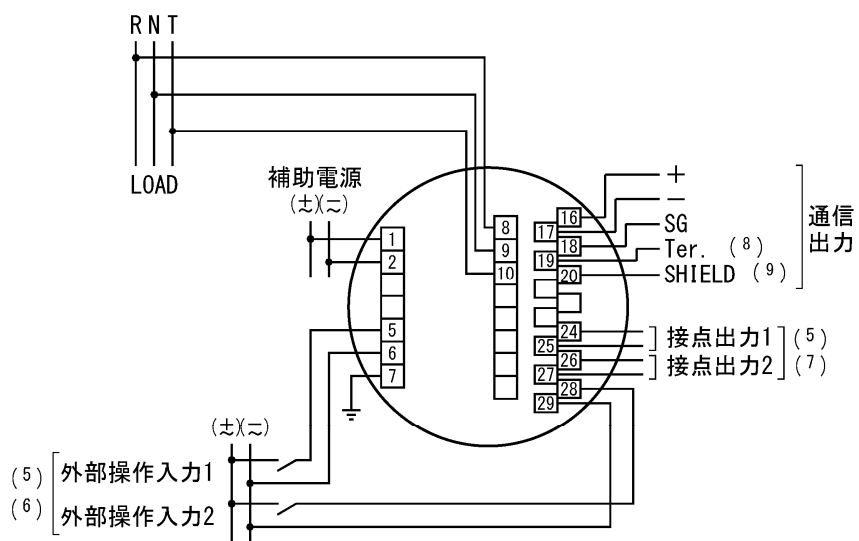 R N T
LOAD
補助電源
(±)(∓)
1
2
5
6
7
8
9
10
16
17
18
19
20
24
25
26
27
28
29
+
−
SG
Ter. (8)
SHIELD (9)
通信
出力
接点出力1 (5)
接点出力2 (7)
(±)(∓)
(5) 外部操作入力1
(6) 外部操作入力2